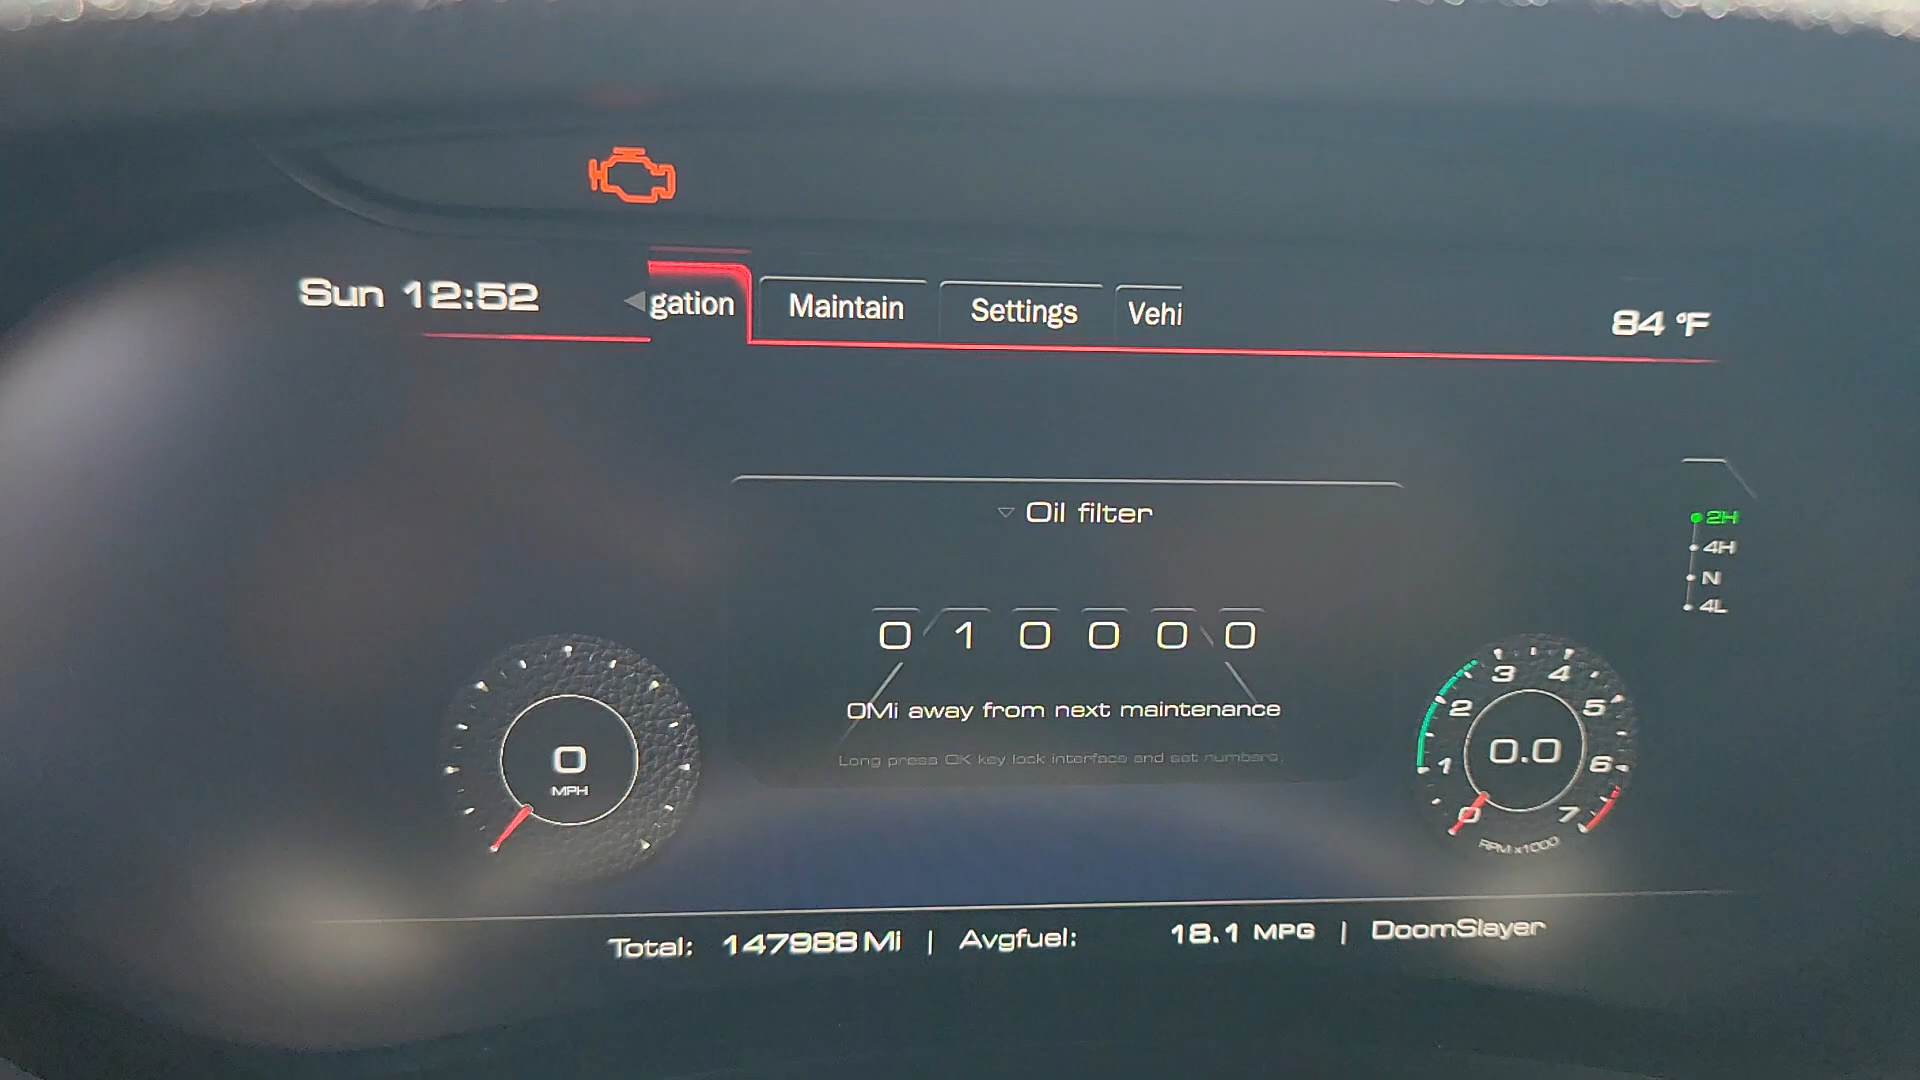 Sun 12:52
gation
Maintain
Settings
Vehi
84 °F
Oil filter
0 1 0 0 0 0
0Mi away from next maintenance
Long press OK key lock interface and set numbers.
2H
4H
N
4L
0
MPH
0 1 2 3 4 5 6 7
0.0
RPM x1000
Total: 147988 Mi | Avgfuel: 18.1 MPG | DoomSlayer